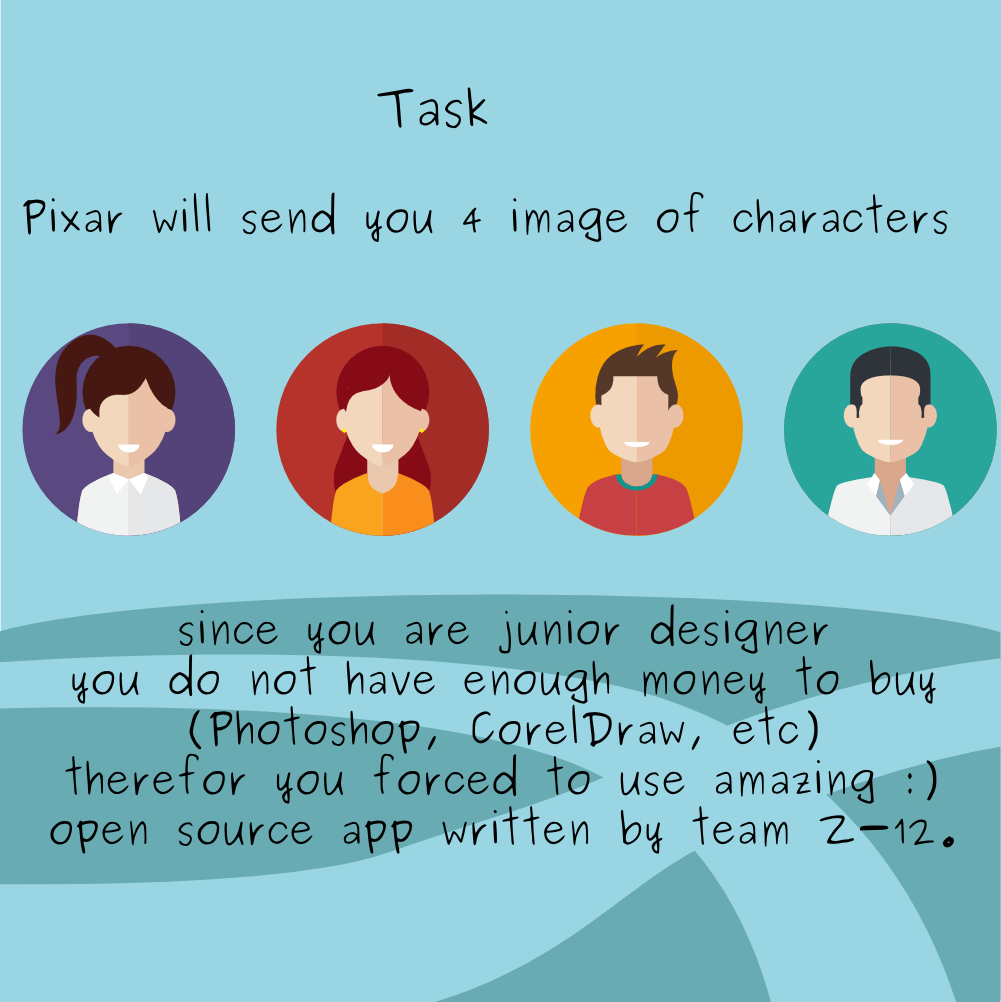 Task
Pixar will send you 4 image of characters
since you are junior designer
you do not have enough money to buy
(Photoshop, CorelDraw, etc)
therefor you forced to use amazing :)
open source app written by team Z-12.